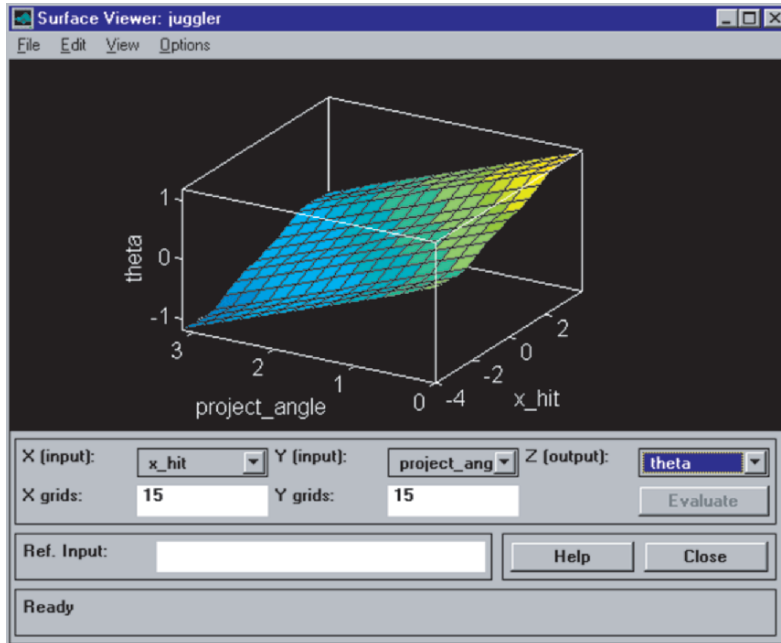 Surface Viewer: juggler
File Edit View Options
1
0
-1
theta
3
2
1
0
project_angle
-4
-2
0
2
x_hit
X (input): x_hit Y (input): project_ang Z (output): theta
X grids: 15 Y grids: 15 Evaluate
Ref. Input: Help Close
Ready